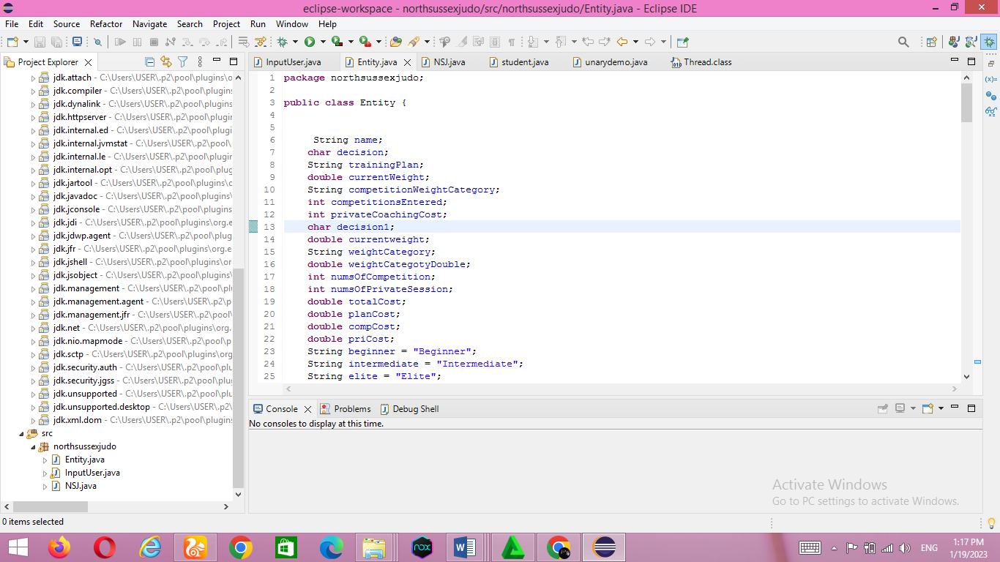 eclipse-workspace - northsussexjudo/src/northsussexjudo/Entity.java - Eclipse IDE
File Edit Source Refactor Navigate Search Project Run Window Help
Project Explorer
jdk.attach - C:\Users\USER\.p2\pool\plugins\o
jdk.compiler - C:\Users\USER\.p2\pool\plugins
jdk.dynalink - C:\Users\USER\.p2\pool\plugins
jdk.httpserver - C:\Users\USER\.p2\pool\plugi
jdk.internal.ed - C:\Users\USER\.p2\pool\plugi
jdk.internal.jvmstat - C:\Users\USER\.p2\pool\
jdk.internal.le - C:\Users\USER\.p2\pool\plugin
jdk.internal.opt - C:\Users\USER\.p2\pool\plug
jdk.jartool - C:\Users\USER\.p2\pool\plugins\o
jdk.javadoc - C:\Users\USER\.p2\pool\plugins\
jdk.jconsole - C:\Users\USER\.p2\pool\plugins\
jdk.jdi - C:\Users\USER\.p2\pool\plugins\org.e
jdk.jdwp.agent - C:\Users\USER\.p2\pool\plug
jdk.jfr - C:\Users\USER\.p2\pool\plugins\org.e
jdk.jshell - C:\Users\USER\.p2\pool\plugins\or
jdk.jsobject - C:\Users\USER\.p2\pool\plugins\
jdk.management - C:\Users\USER\.p2\pool\pl
jdk.management.agent - C:\Users\USER\.p2\p
jdk.management.jfr - C:\Users\USER\.p2\pool\
jdk.net - C:\Users\USER\.p2\pool\plugins\org.
jdk.nio.mapmode - C:\Users\USER\.p2\pool\p
jdk.sctp - C:\Users\USER\.p2\pool\plugins\org
jdk.security.auth - C:\Users\USER\.p2\pool\plu
jdk.security.jgss - C:\Users\USER\.p2\pool\plu
jdk.unsupported - C:\Users\USER\.p2\pool\plu
jdk.unsupported.desktop - C:\Users\USER\.p2
jdk.xml.dom - C:\Users\USER\.p2\pool\plugins
src
northsussexjudo
Entity.java
InputUser.java
NSJ.java
InputUser.java Entity.java NSJ.java student.java unarydemo.java Thread.class
1 package northsussexjudo;
2
3 public class Entity {
4
5
6 String name;
7 char decision;
8 String trainingPlan;
9 double currentWeight;
10 String competitionWeightCategory;
11 int competitionsEntered;
12 int privateCoachingCost;
13 char decision1;
14 double currentweight;
15 String weightCategory;
16 double weightCategotyDouble;
17 int numsOfCompetition;
18 int numsOfPrivateSession;
19 double totalCost;
20 double planCost;
21 double compCost;
22 double priCost;
23 String beginner = "Beginner";
24 String intermediate = "Intermediate";
25 String elite = "Elite";
Console Problems Debug Shell
No consoles to display at this time.
Activate Windows
Go to PC settings to activate Windows.
0 items selected
ENG
1:17 PM
1/19/2023